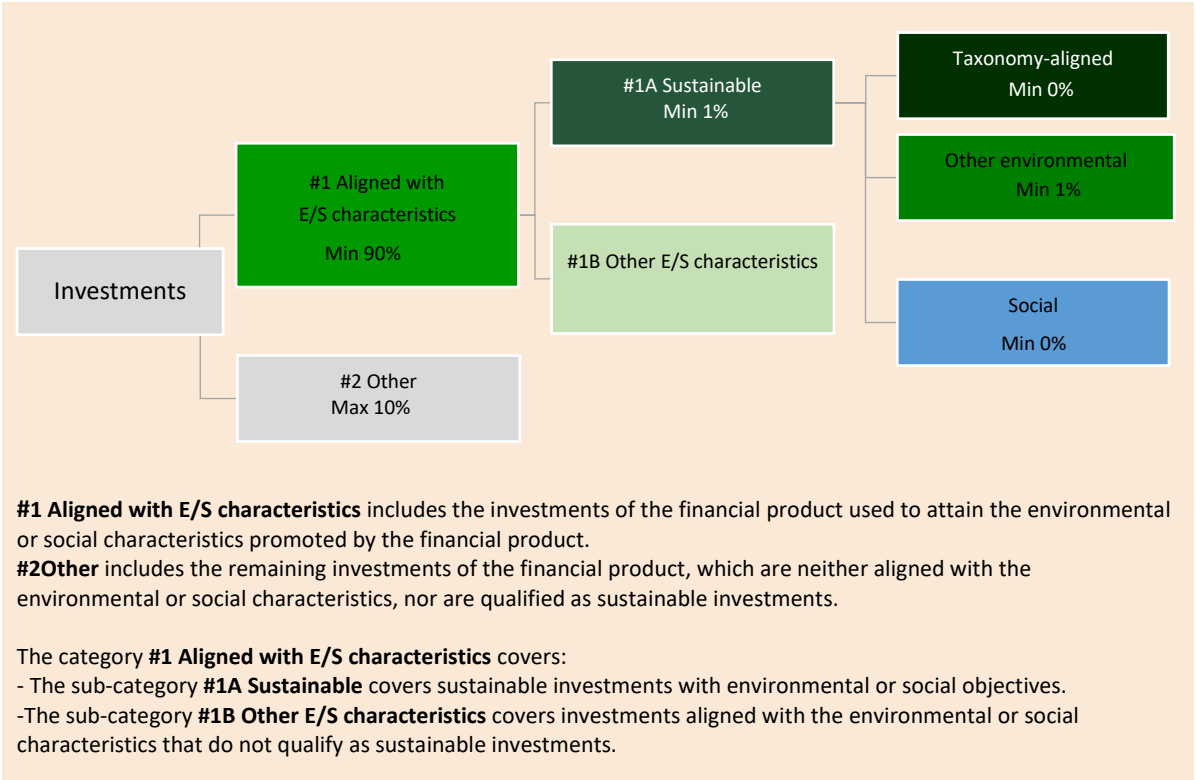 Investments
#1 Aligned with
E/S characteristics
Min 90%
#2 Other
Max 10%
#1A Sustainable
Min 1%
#1B Other E/S characteristics
Taxonomy-aligned
Min 0%
Other environmental
Min 1%
Social
Min 0%
#1 Aligned with E/S characteristics includes the investments of the financial product used to attain the environmental
or social characteristics promoted by the financial product.
#2Other includes the remaining investments of the financial product, which are neither aligned with the
environmental or social characteristics, nor are qualified as sustainable investments.
The category #1 Aligned with E/S characteristics covers:
- The sub-category #1A Sustainable covers sustainable investments with environmental or social objectives.
-The sub-category #1B Other E/S characteristics covers investments aligned with the environmental or social
characteristics that do not qualify as sustainable investments.